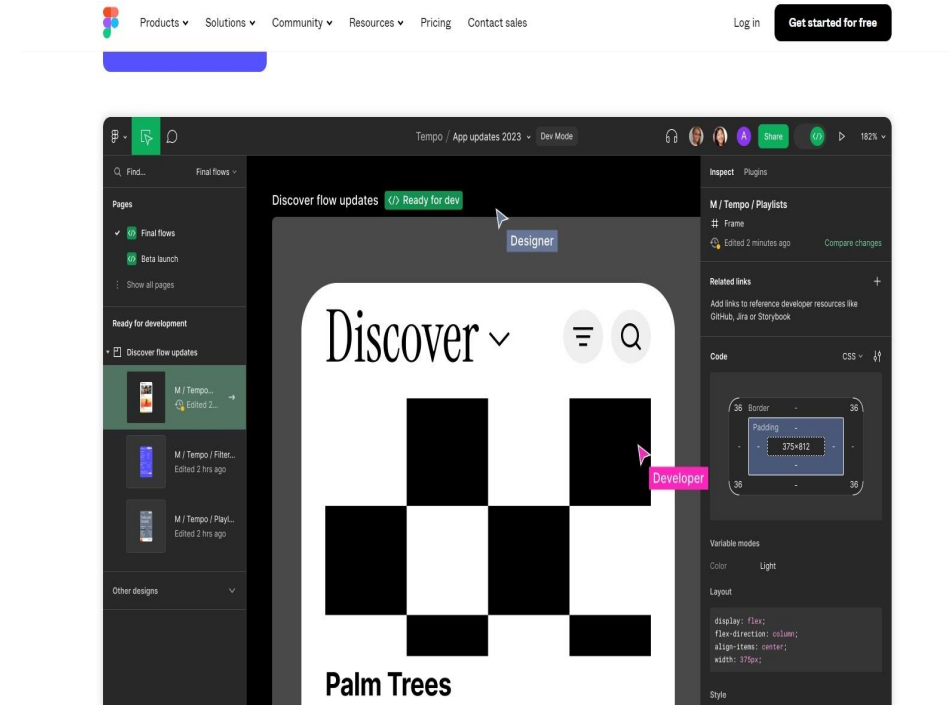 Products Solutions Community Resources Pricing Contact sales Log in Get started for free
Tempo / App updates 2023 Dev Mode A Share </> 182%
Find... Final flows
Pages
Final flows
Beta launch
Show all pages
Ready for development
Discover flow updates
M / Tempo...
Edited 2...
M / Tempo / Filter...
Edited 2 hrs ago
M / Tempo / Playl...
Edited 2 hrs ago
Other designs
Discover flow updates </> Ready for dev
Designer
Discover
Developer
Palm Trees
Inspect Plugins
M / Tempo / Playlists
Frame
Edited 2 minutes ago Compare changes
Related links +
Add links to reference developer resources like
GitHub, Jira or Storybook
Code CSS
36 Border - 36
Padding -
- - 375×812 - -
-
36 - 36
Variable modes
Color Light
Layout
display: flex;
flex-direction: column;
align-items: center;
width: 375px;
Style